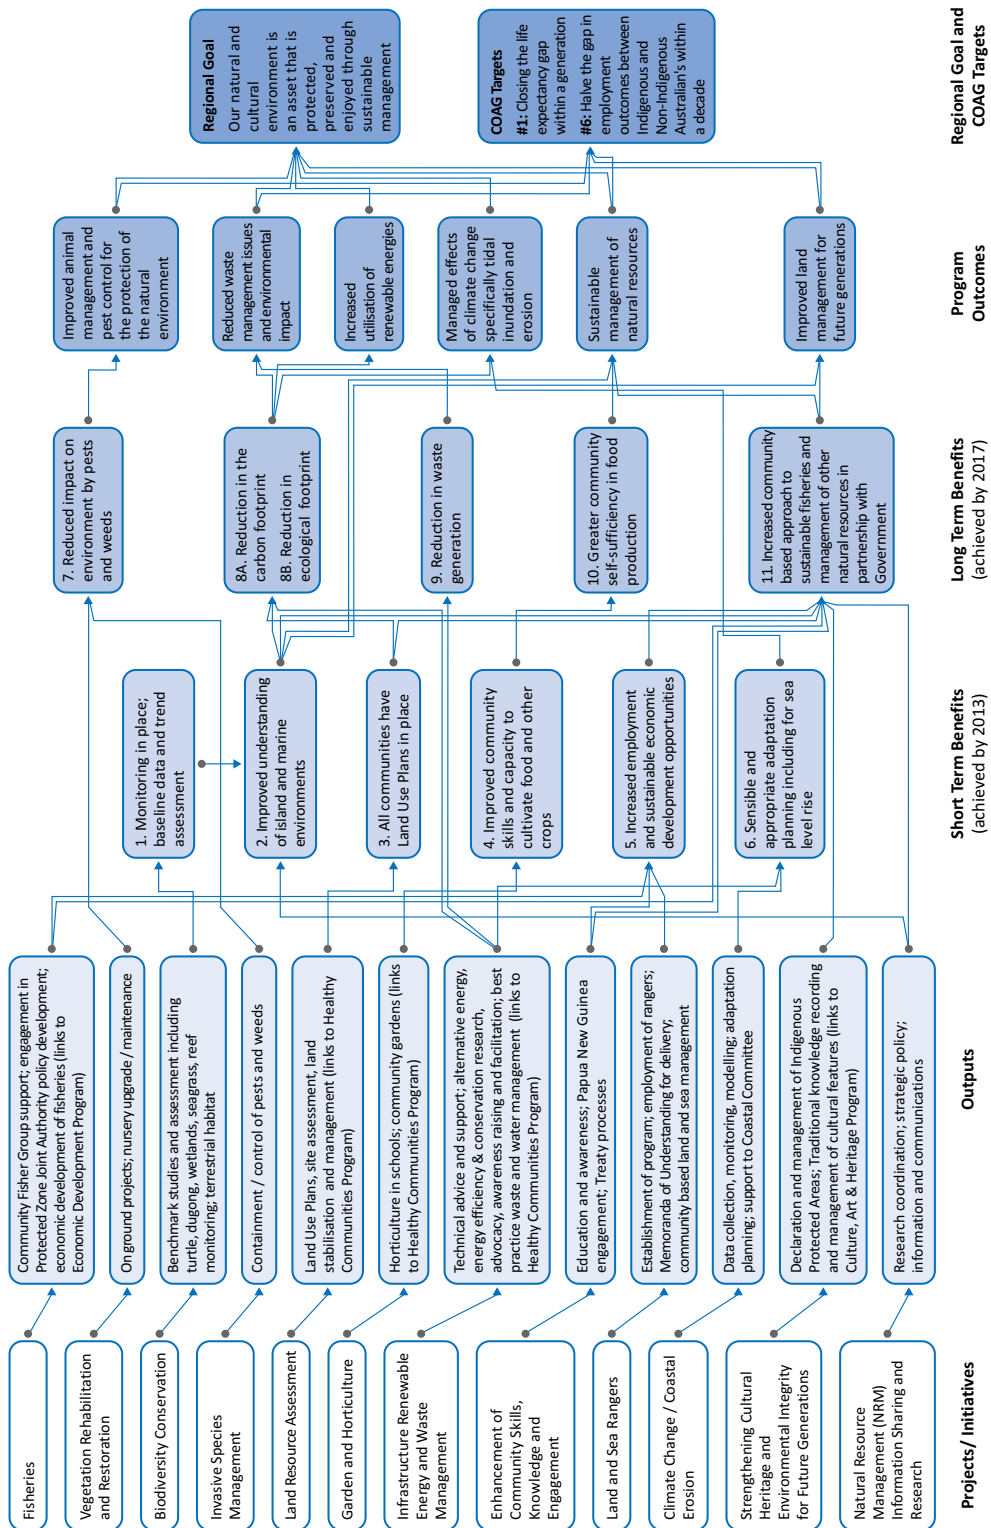 Fisheries
Vegetation Rehabilitation
and Restoration
Biodiversity Conservation
Invasive Species
Management
Land Resource Assessment
Garden and Horticulture
Infrastructure Renewable
Energy and Waste
Management
Enhancement of
Community Skills,
Knowledge and
Engagement
Land and Sea Rangers
Climate Change / Coastal
Erosion
Strengthening Cultural
Heritage and
Environmental Integrity
for Future Generations
Natural Resource
Management (NRM)
Information Sharing and
Research
Projects/ Initiatives
Community Fisher Group support; engagement in
Protected Zone Joint Authority policy development;
economic development of fisheries (links to
Economic Development Program)
On ground projects; nursery upgrade / maintenance
Benchmark studies and assessment including
turtle, dugong, wetlands, seagrass, reef
monitoring; terrestrial habitat
Containment / control of pests and weeds
Land Use Plans, site assessment, land
stabilisation and management (links to Healthy
Communities Program)
Horticulture in schools; community gardens (links
to Healthy Communities Program)
Technical advice and support; alternative energy,
energy efficiency & conservation research,
advocacy, awareness raising and facilitation; best
practice waste and water management (links to
Healthy Communities Program)
Education and awareness; Papua New Guinea
engagement; Treaty processes
Establishment of program; employment of rangers;
Memoranda of Understanding for delivery;
community based land and sea management
Data collection, monitoring, modelling; adaptation
planning; support to Coastal Committee
Declaration and management of Indigenous
Protected Areas; Traditional knowledge recording
and management of cultural features (links to
Culture, Art & Heritage Program)
Research coordination; strategic policy;
information and communications
Outputs
1. Monitoring in place;
baseline data and trend
assessment
2. Improved understanding
of island and marine
environments
3. All communities have
Land Use Plans in place
4. Improved community
skills and capacity to
cultivate food and other
crops
5. Increased employment
and sustainable economic
development opportunities
6. Sensible and
appropriate adaptation
planning including for sea
level rise
Short Term Benefits
(achieved by 2013)
7. Reduced impact on
environment by pests
and weeds
8A. Reduction in the
carbon footprint
8B. Reduction in
ecological footprint
9. Reduction in waste
generation
10. Greater community
self-sufficiency in food
production
11. Increased community
based approach to
sustainable fisheries and
management of other
natural resources in
partnership with
Government
Long Term Benefits
(achieved by 2017)
Improved animal
management and
pest control for
the protection of
the natural
environment
Reduced waste
management issues
and environmental
impact
Increased
utilisation of
renewable energies
Managed effects
of climate change
specifically tidal
inundation and
erosion
Sustainable
management of
natural resources
Improved land
management for
future generations
Program
Outcomes
Regional Goal
Our natural and
cultural
environment is
an asset that is
protected,
preserved and
enjoyed through
sustainable
management
COAG Targets
#1: Closing the life
expectancy gap
within a generation
#6: Halve the gap in
employment
outcomes between
Indigenous and
Non-Indigenous
Australian's within
a decade
Regional Goal and
COAG Targets